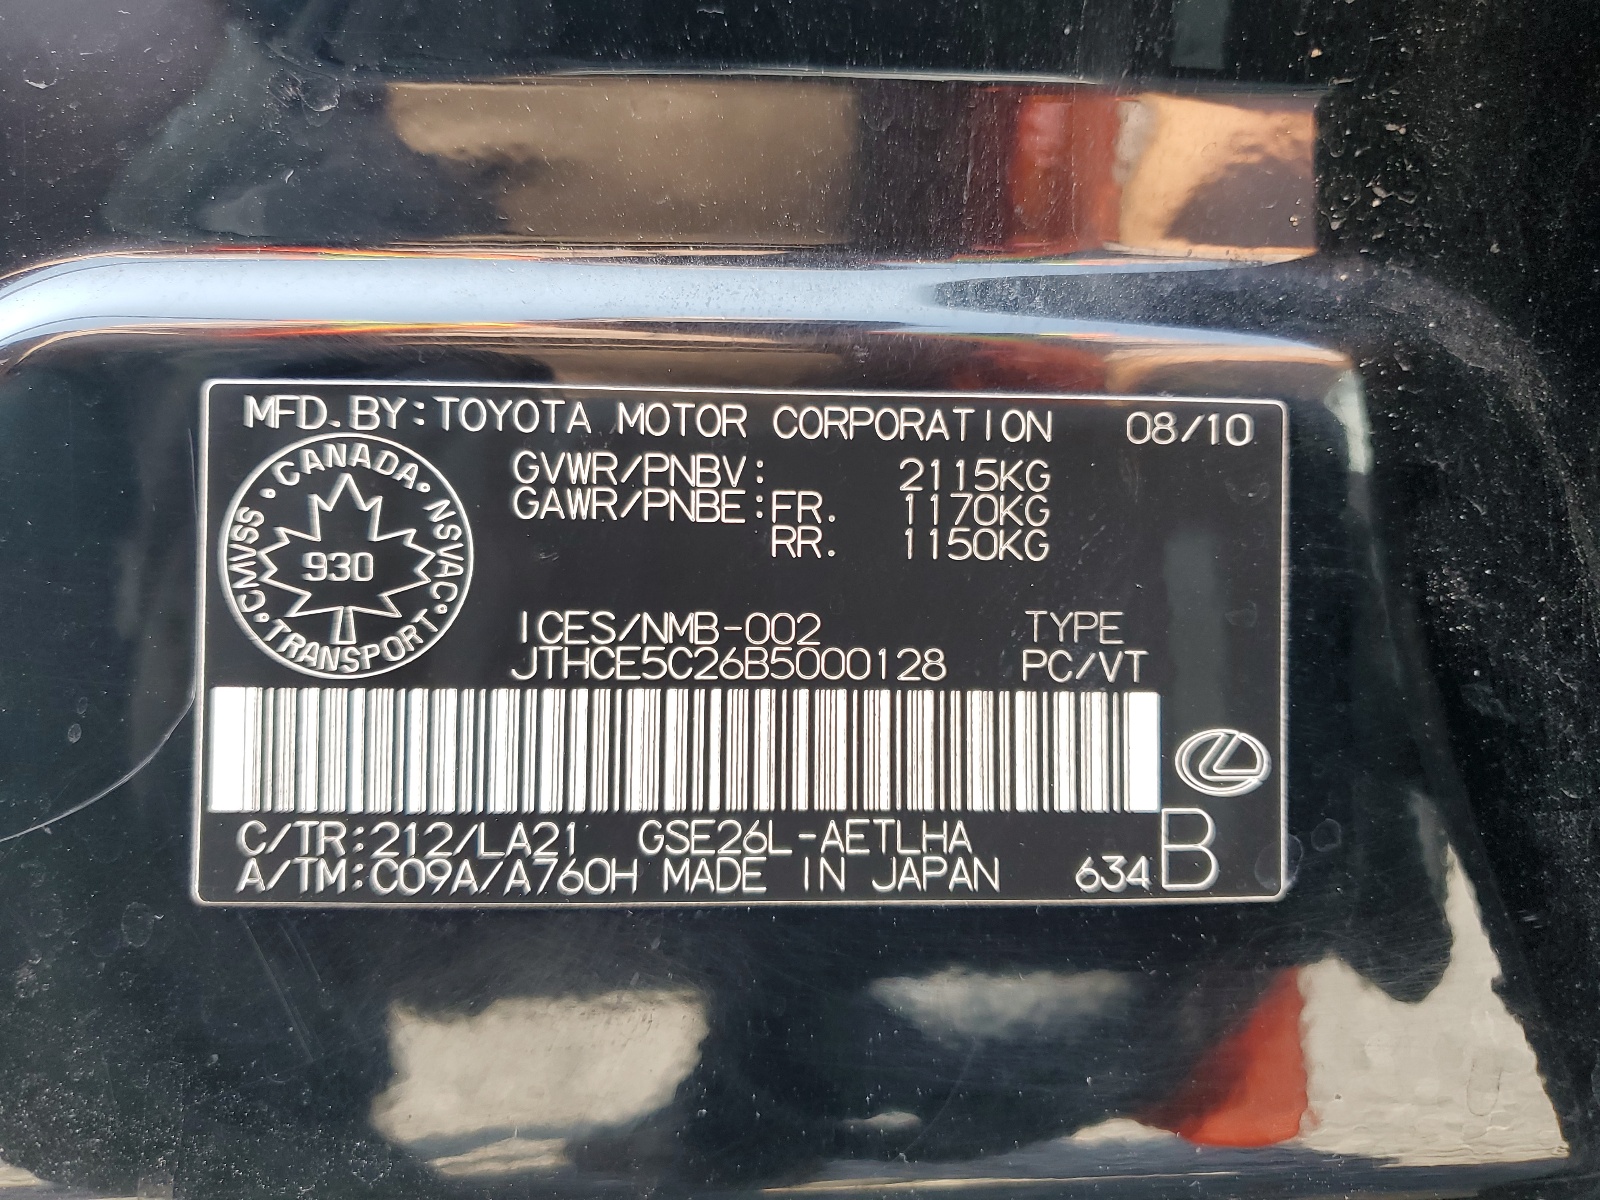 MFD. BY: TOYOTA MOTOR CORPORATION 08/10
CANADA · NSVAC · TRANSPORT · CMVSS ·
930
GVWR/PNBV: 2115KG
GAWR/PNBE: FR. 1170KG
RR. 1150KG
ICES/NMB-002 TYPE
JTHCE5C26B5000128 PC/VT
C/TR:212/LA21 GSE26L-AETLHA
A/TM:C09A/A760H MADE IN JAPAN 634 B